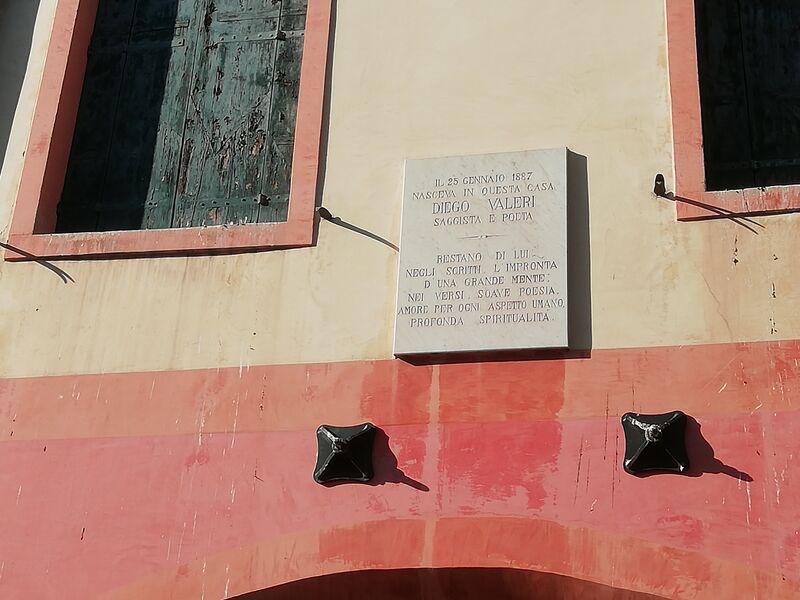 IL 25 GENNAIO 1887
NASCEVA IN QUESTA CASA
DIEGO VALERI
SAGGISTA E POETA
RESTANO DI LUI
NEGLI SCRITTI L'IMPRONTA
D'UNA GRANDE MENTE:
NEI VERSI, SOAVE POESIA,
AMORE PER OGNI ASPETTO UMANO,
PROFONDA SPIRITUALITÀ.